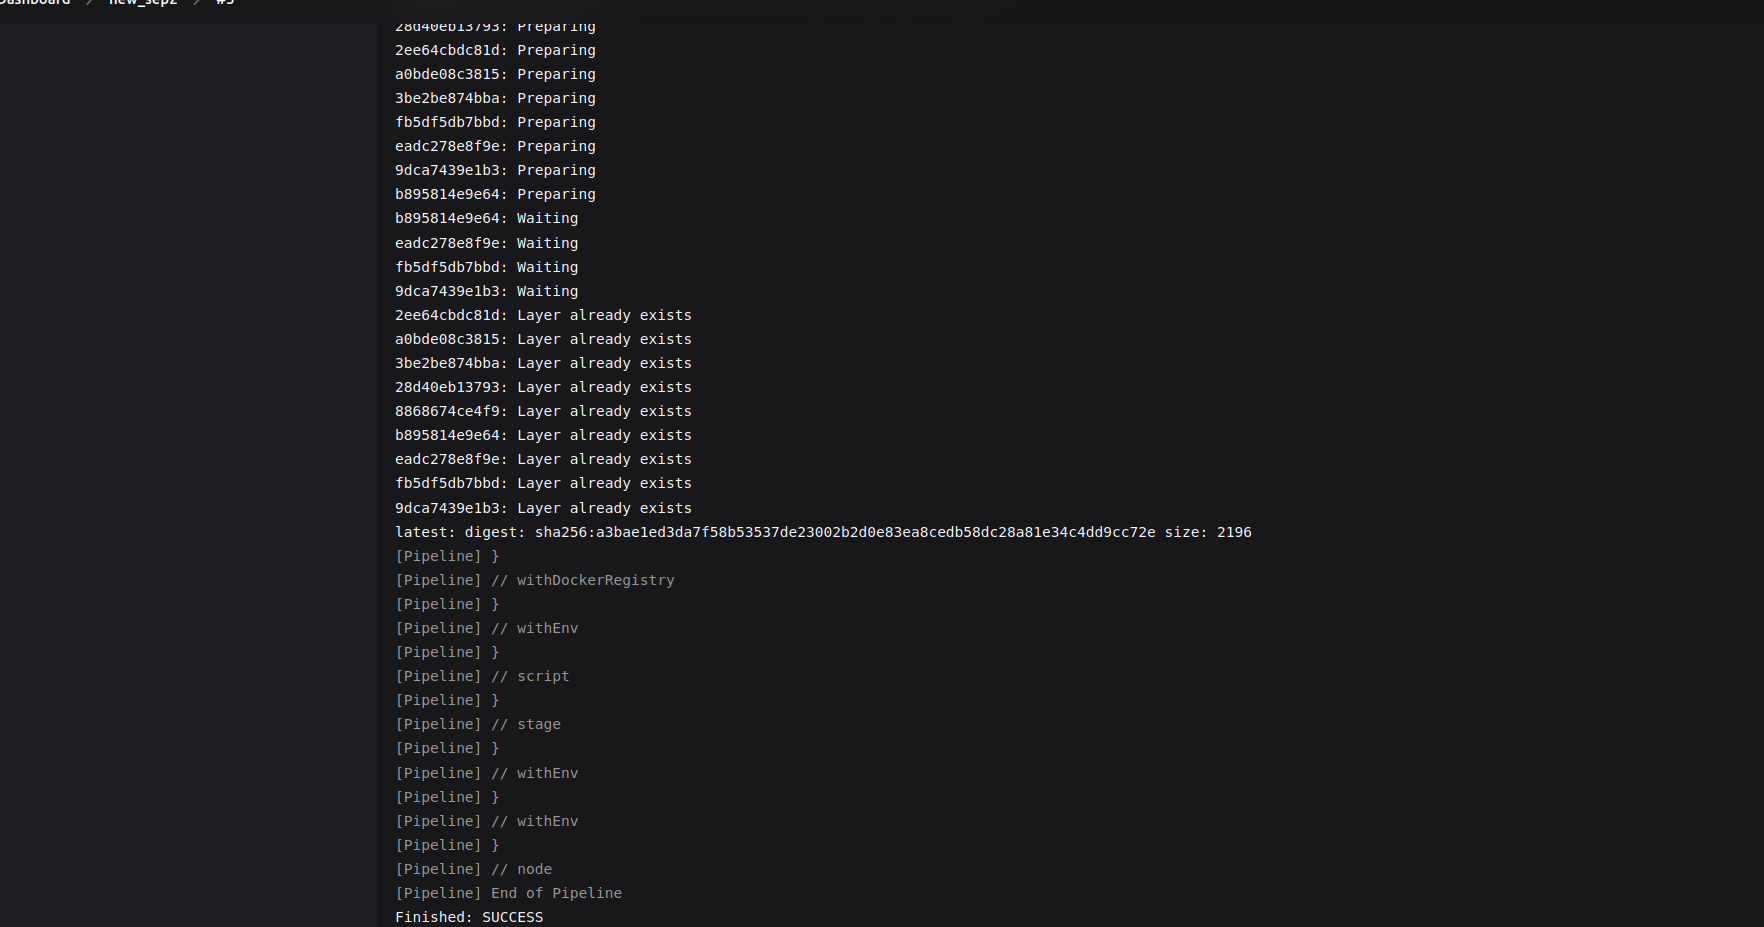 Dashboard > new_sep2 > #3
28d40eb13793: Preparing
2ee64cbdc81d: Preparing
a0bde08c3815: Preparing
3be2be874bba: Preparing
fb5df5db7bbd: Preparing
eadc278e8f9e: Preparing
9dca7439e1b3: Preparing
b895814e9e64: Preparing
b895814e9e64: Waiting
eadc278e8f9e: Waiting
fb5df5db7bbd: Waiting
9dca7439e1b3: Waiting
2ee64cbdc81d: Layer already exists
a0bde08c3815: Layer already exists
3be2be874bba: Layer already exists
28d40eb13793: Layer already exists
8868674ce4f9: Layer already exists
b895814e9e64: Layer already exists
eadc278e8f9e: Layer already exists
fb5df5db7bbd: Layer already exists
9dca7439e1b3: Layer already exists
latest: digest: sha256:a3bae1ed3da7f58b53537de23002b2d0e83ea8cedb58dc28a81e34c4dd9cc72e size: 2196
[Pipeline] }
[Pipeline] // withDockerRegistry
[Pipeline] }
[Pipeline] // withEnv
[Pipeline] }
[Pipeline] // script
[Pipeline] }
[Pipeline] // stage
[Pipeline] }
[Pipeline] // withEnv
[Pipeline] }
[Pipeline] // withEnv
[Pipeline] }
[Pipeline] // node
[Pipeline] End of Pipeline
Finished: SUCCESS